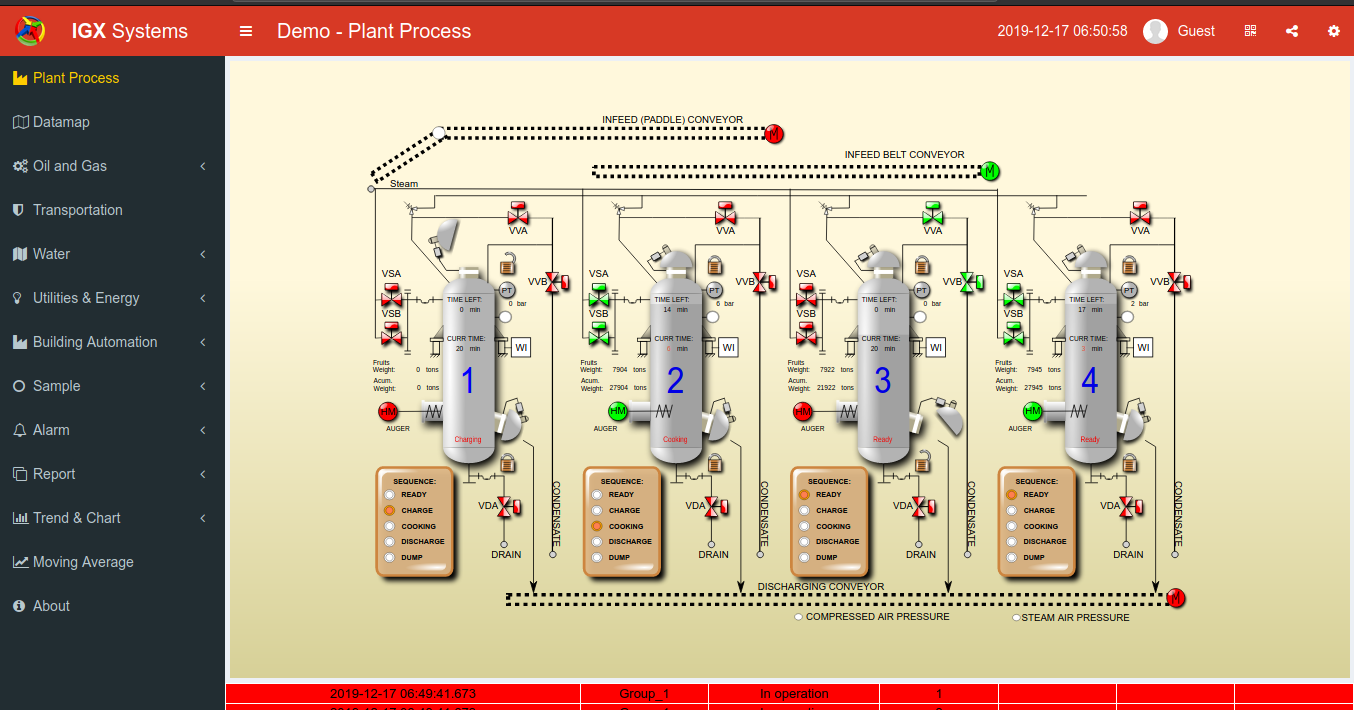 IGX Systems
Demo - Plant Process
2019-12-17 06:50:58
Guest
Plant Process
Datamap
Oil and Gas
Transportation
Water
Utilities & Energy
Building Automation
Sample
Alarm
Report
Trend & Chart
Moving Average
About
INFEED (PADDLE) CONVEYOR
M
INFEED BELT CONVEYOR
M
Steam
VVA
VVA
VVA
VVA
VSA
VVB
VSA
VVB
VSA
VVB
VSA
VVB
PT
PT
PT
PT
TIME LEFT:
0 min
0 bar
TIME LEFT:
14 min
6 bar
TIME LEFT:
0 min
0 bar
TIME LEFT:
17 min
2 bar
VSB
VSB
VSB
VSB
CURR TIME:
20 min
WI
CURR TIME:
6 min
WI
CURR TIME:
20 min
WI
CURR TIME:
3 min
WI
Fruits
Weight: 0 tons
Acum.
Weight: 0 tons
1
Fruits
Weight: 7904 tons
Acum.
Weight: 27904 tons
2
Fruits
Weight: 7922 tons
Acum.
Weight: 21922 tons
3
Fruits
Weight: 7945 tons
Acum.
Weight: 27945 tons
4
HM
AUGER
HM
AUGER
HM
AUGER
HM
AUGER
Charging
Cooking
Ready
Ready
SEQUENCE:
READY
CHARGE
COOKING
DISCHARGE
DUMP
VDA
DRAIN
CONDENSATE
SEQUENCE:
READY
CHARGE
COOKING
DISCHARGE
DUMP
VDA
DRAIN
CONDENSATE
SEQUENCE:
READY
CHARGE
COOKING
DISCHARGE
DUMP
VDA
DRAIN
CONDENSATE
SEQUENCE:
READY
CHARGE
COOKING
DISCHARGE
DUMP
VDA
DRAIN
CONDENSATE
DISCHARGING CONVEYOR
M
COMPRESSED AIR PRESSURE
STEAM AIR PRESSURE
2019-12-17 06:49:41.673 Group_1 In operation 1